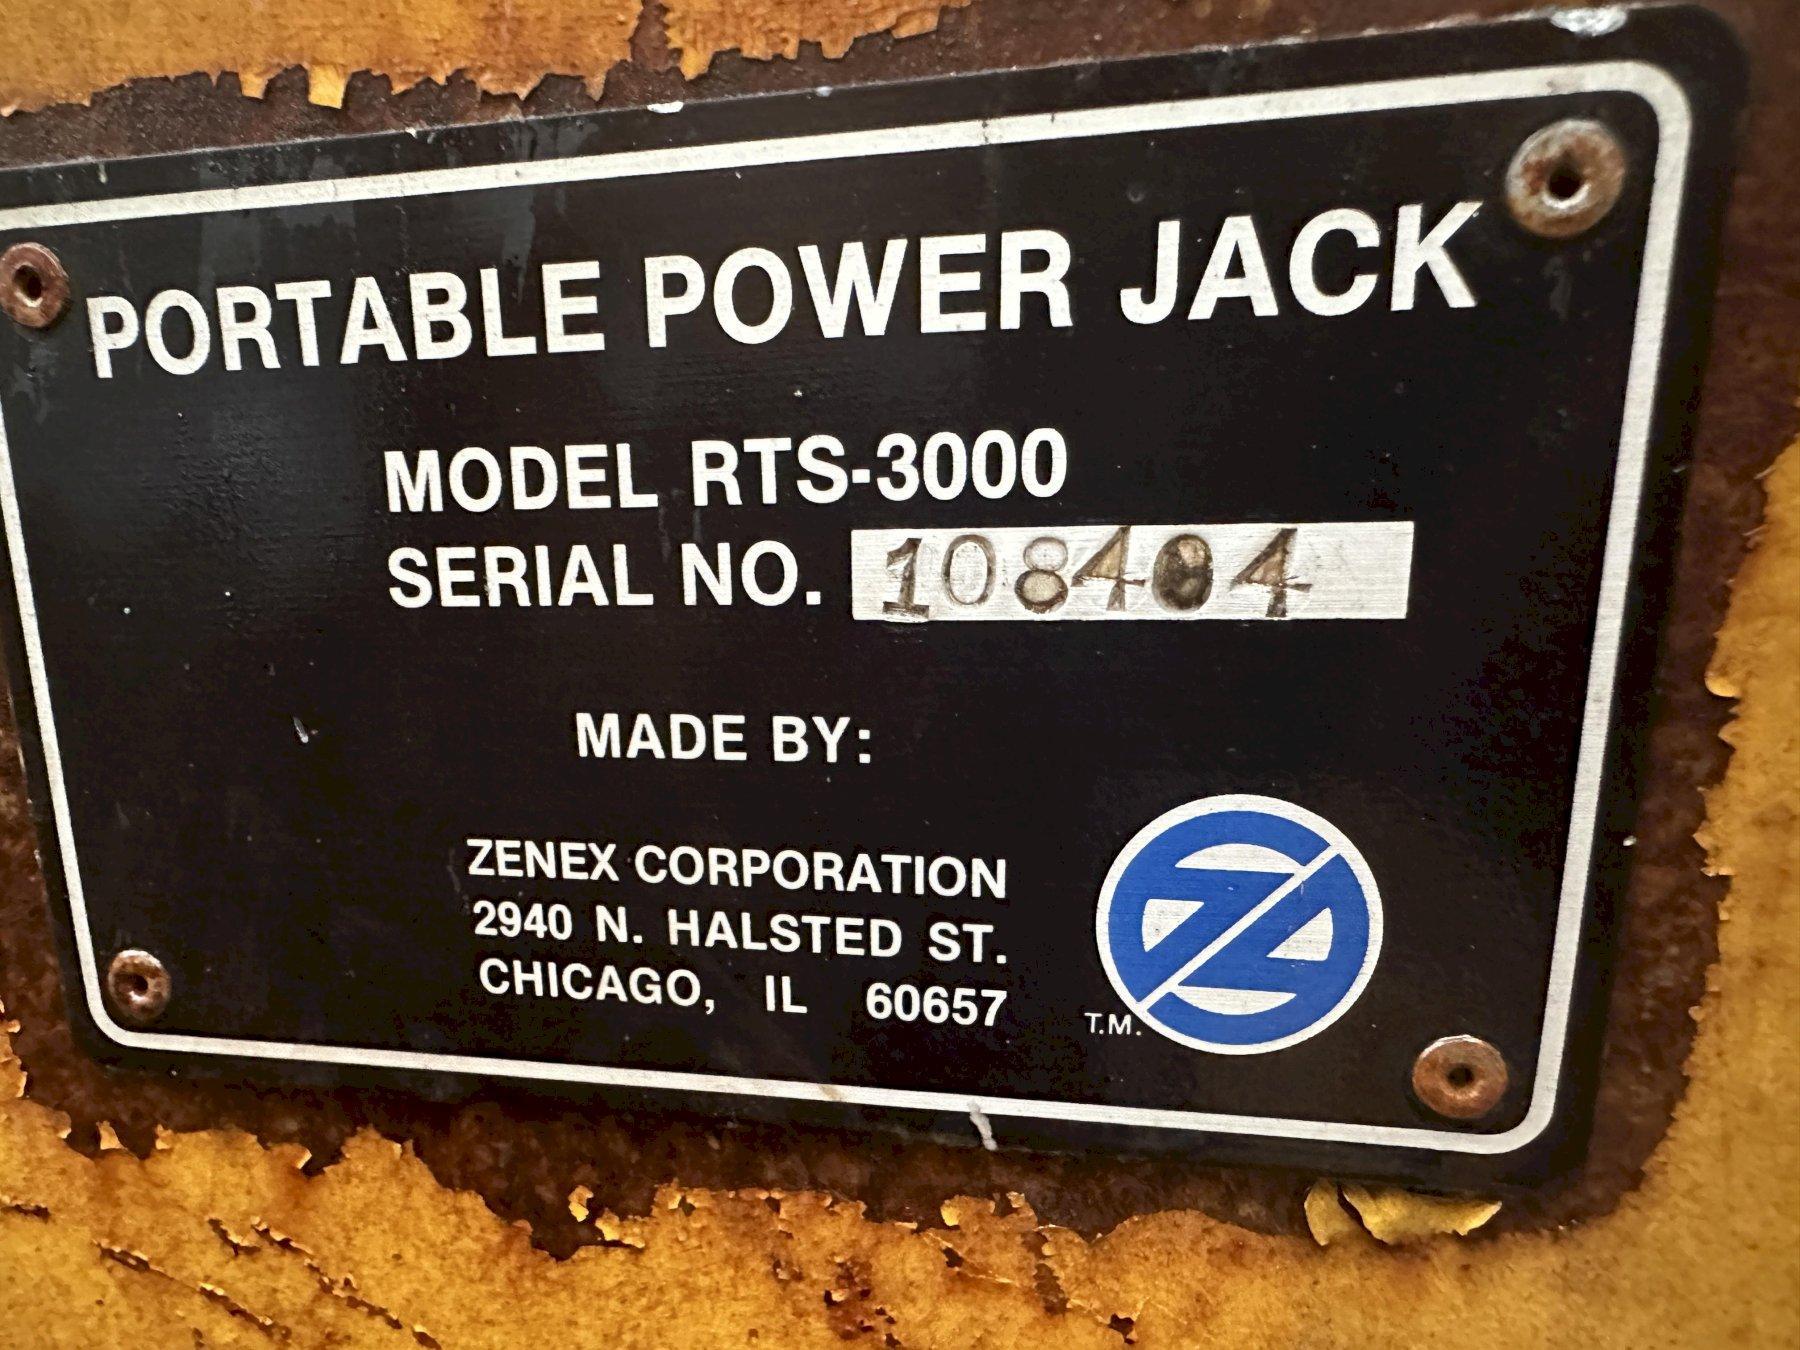 PORTABLE POWER JACK
MODEL RTS-3000
SERIAL NO. 108404
MADE BY:
ZENEX CORPORATION
2940 N. HALSTED ST.
CHICAGO, IL 60657
T.M.